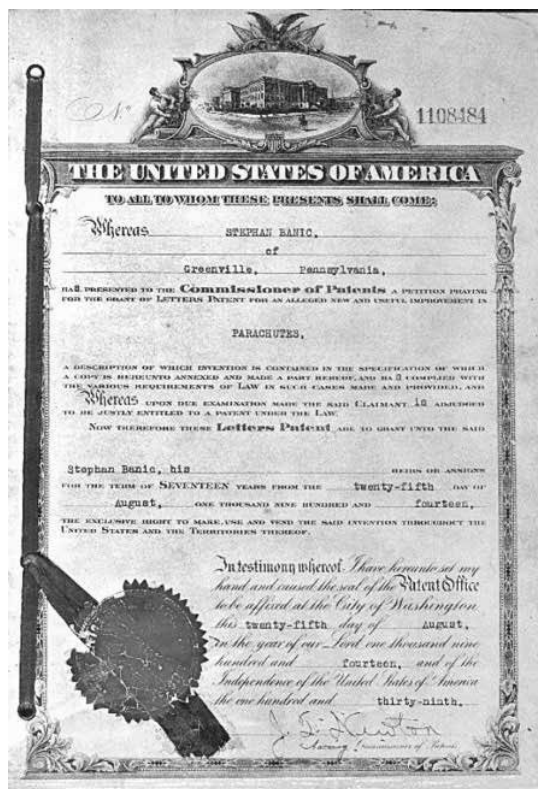 No
1108484
THE UNITED STATES OF AMERICA
TO ALL TO WHOM THESE PRESENTS SHALL COME:
Whereas STEPHAN BANIC,
of
Greenville, Pennsylvania,
HAS PRESENTED TO THE Commissioner of Patents A PETITION PRAYING
FOR THE GRANT OF LETTERS PATENT FOR AN ALLEGED NEW AND USEFUL IMPROVEMENT IN
PARACHUTES,
A DESCRIPTION OF WHICH INVENTION IS CONTAINED IN THE SPECIFICATION OF WHICH
A COPY IS HEREUNTO ANNEXED AND MADE A PART HEREOF, AND HAS COMPLIED WITH
THE VARIOUS REQUIREMENTS OF LAW IN SUCH CASES MADE AND PROVIDED, AND
Whereas UPON DUE EXAMINATION MADE THE SAID CLAIMANT is ADJUDGED
TO BE JUSTLY ENTITLED TO A PATENT UNDER THE LAW.
NOW THEREFORE THESE Letters Patent ARE TO GRANT UNTO THE SAID
Stephan Banic, his HEIRS OR ASSIGNS
FOR THE TERM OF SEVENTEEN YEARS FROM THE twenty-fifth DAY OF
August, ONE THOUSAND NINE HUNDRED AND fourteen,
THE EXCLUSIVE RIGHT TO MAKE, USE AND VEND THE SAID INVENTION THROUGHOUT THE
UNITED STATES AND THE TERRITORIES THEREOF.
In testimony whereof I have hereunto set my
hand and caused the seal of the Patent Office
to be affixed at the City of Washington
this twenty-fifth day of August,
in the year of our Lord one thousand nine
hundred and fourteen, and of the
Independence of the United States of America
the one hundred and thirty-ninth.
J. T. Newton
Acting Commissioner of Patents.